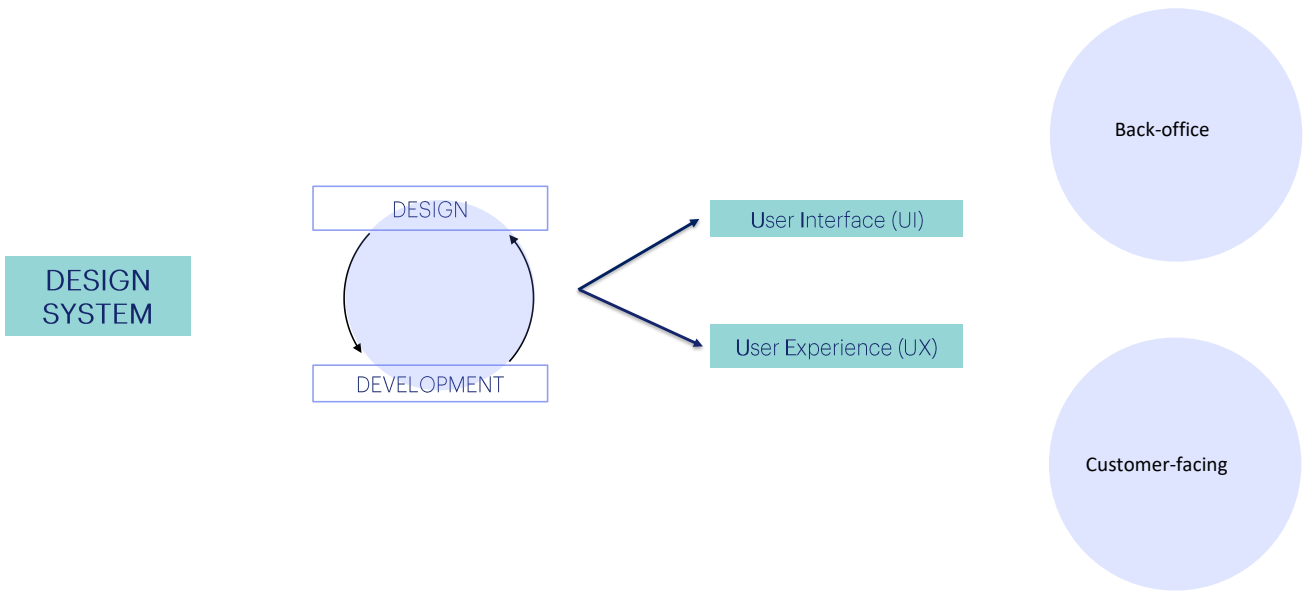 DESIGN
SYSTEM
DESIGN
DEVELOPMENT
User Interface (UI)
User Experience (UX)
Back-office
Customer-facing